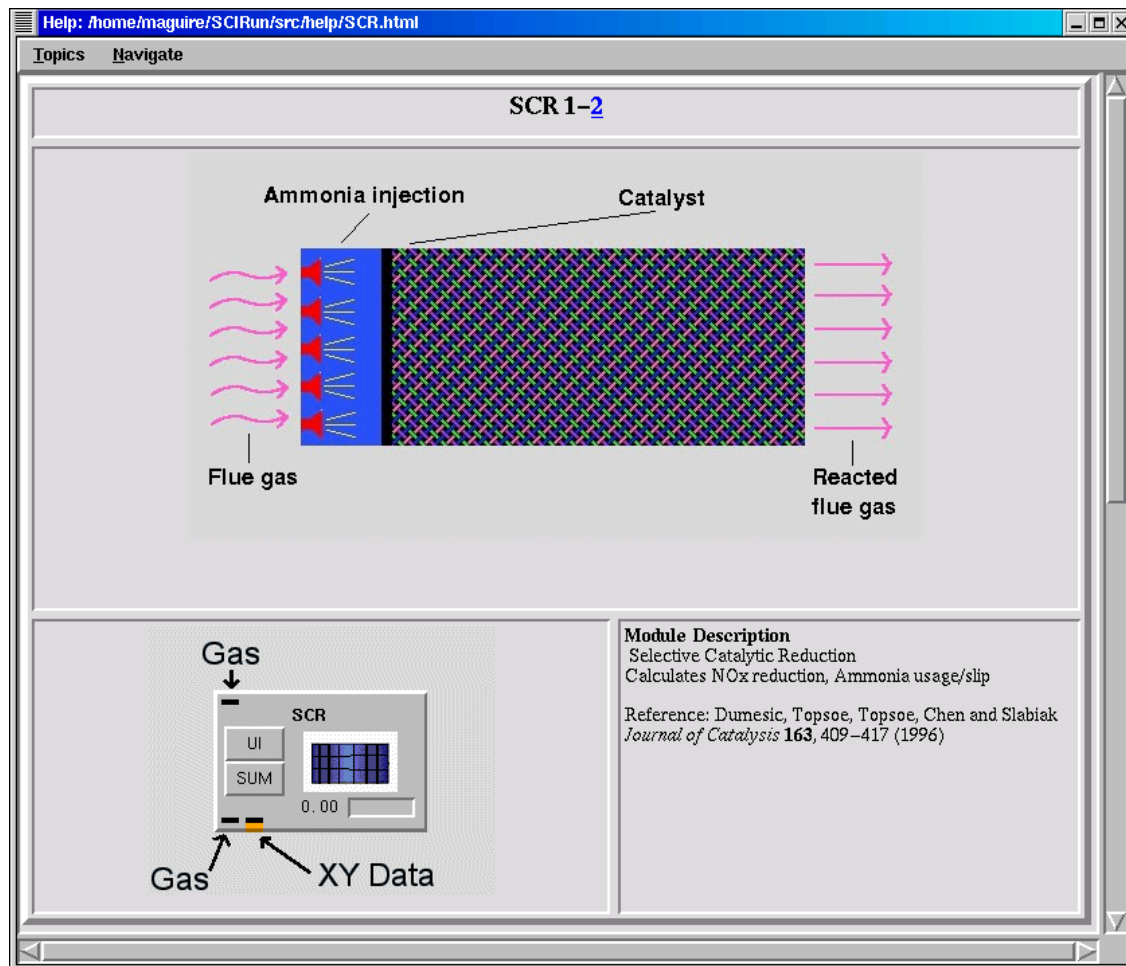 Help: /home/maguire/SCIRun/src/help/SCR.html
Topics Navigate
SCR 1–2
Ammonia injection
Catalyst
Flue gas
Reacted
flue gas
Gas
SCR
UI
SUM
0.00
Gas
XY Data
Module Description
Selective Catalytic Reduction
Calculates NOx reduction, Ammonia usage/slip
Reference: Dumesic, Topsoe, Topsoe, Chen and Slabiak
Journal of Catalysis 163, 409–417 (1996)